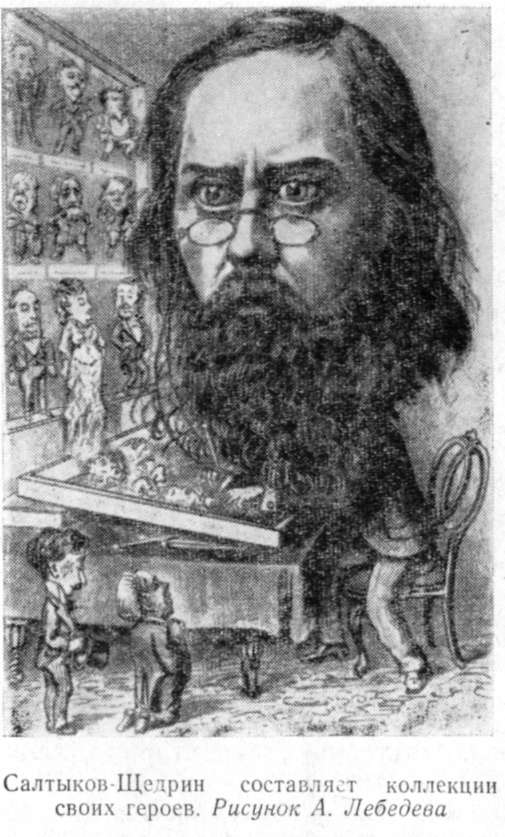 Салтыков-Щедрин составляет коллекции
своих героев. Рисунок А. Лебедева